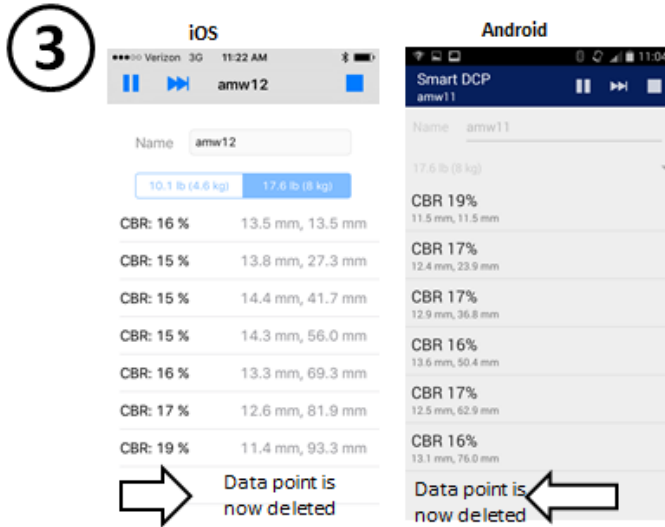 3
iOS
Verizon 3G 11:22 AM
amw12
Name amw12
10.1 lb (4.6 kg) 17.6 lb (8 kg)
CBR: 16 % 13.5 mm, 13.5 mm
CBR: 15 % 13.8 mm, 27.3 mm
CBR: 15 % 14.4 mm, 41.7 mm
CBR: 15 % 14.3 mm, 56.0 mm
CBR: 16 % 13.3 mm, 69.3 mm
CBR: 17 % 12.6 mm, 81.9 mm
CBR: 19 % 11.4 mm, 93.3 mm
Data point is
now deleted
Android
11:04
Smart DCP
amw11
Name amw11
17.6 lb (8 kg)
CBR 19%
11.5 mm, 11.5 mm
CBR 17%
12.4 mm, 23.9 mm
CBR 17%
12.9 mm, 36.8 mm
CBR 16%
13.6 mm, 50.4 mm
CBR 17%
12.5 mm, 62.9 mm
CBR 16%
13.1 mm, 76.0 mm
Data point is
now deleted